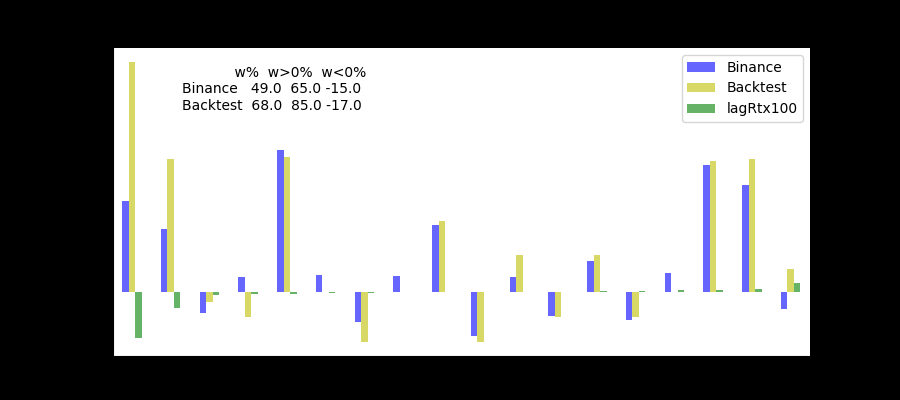 w% w>0% w<0%
Binance 49.0 65.0 -15.0
Backtest 68.0 85.0 -17.0
Binance
Backtest
lagRtx100